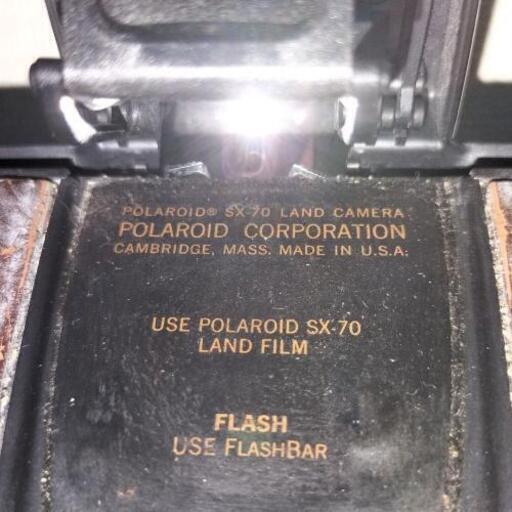 POLAROID® SX-70 LAND CAMERA
POLAROID CORPORATION
CAMBRIDGE, MASS. MADE IN U.S.A.
USE POLAROID SX-70
LAND FILM
FLASH
USE FLASHBAR